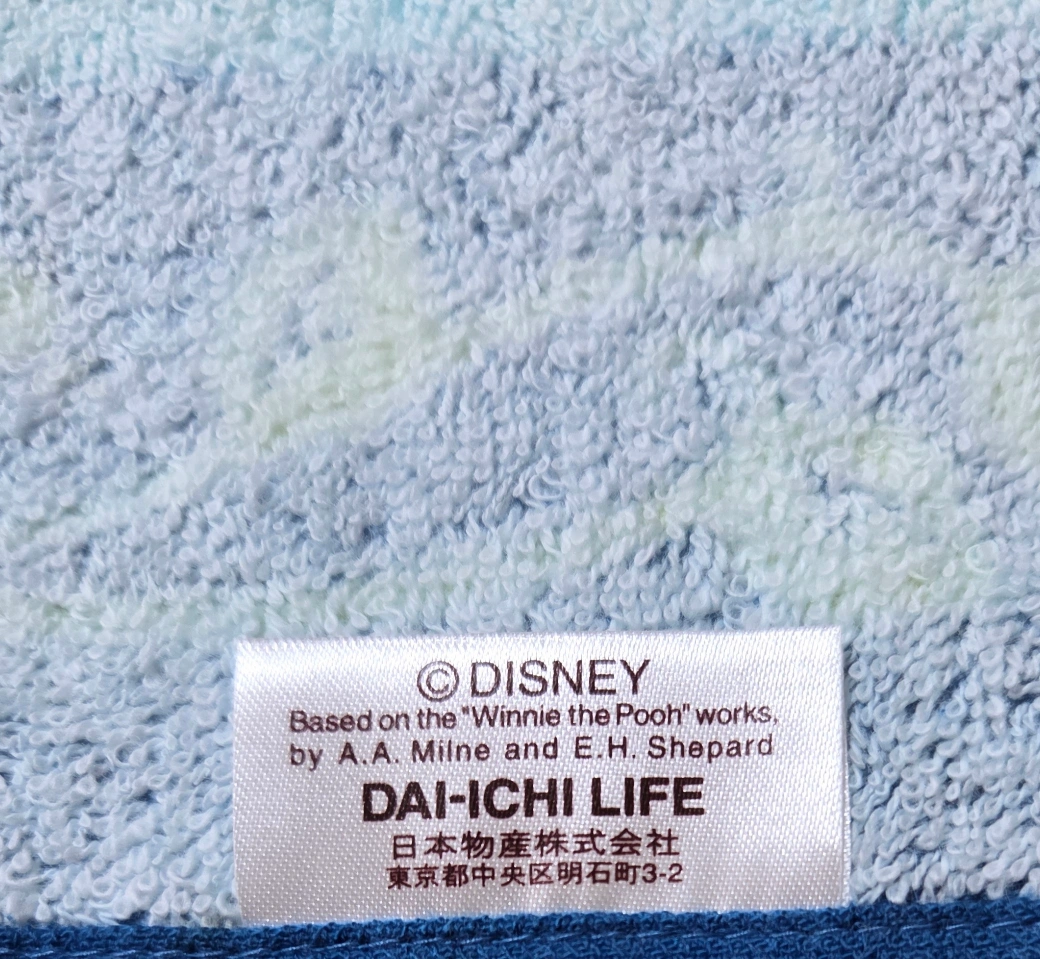 ©DISNEY
Based on the "Winnie the Pooh" works,
by A.A. Milne and E.H. Shepard
DAI-ICHI LIFE
日本物産株式会社
東京都中央区明石町3-2